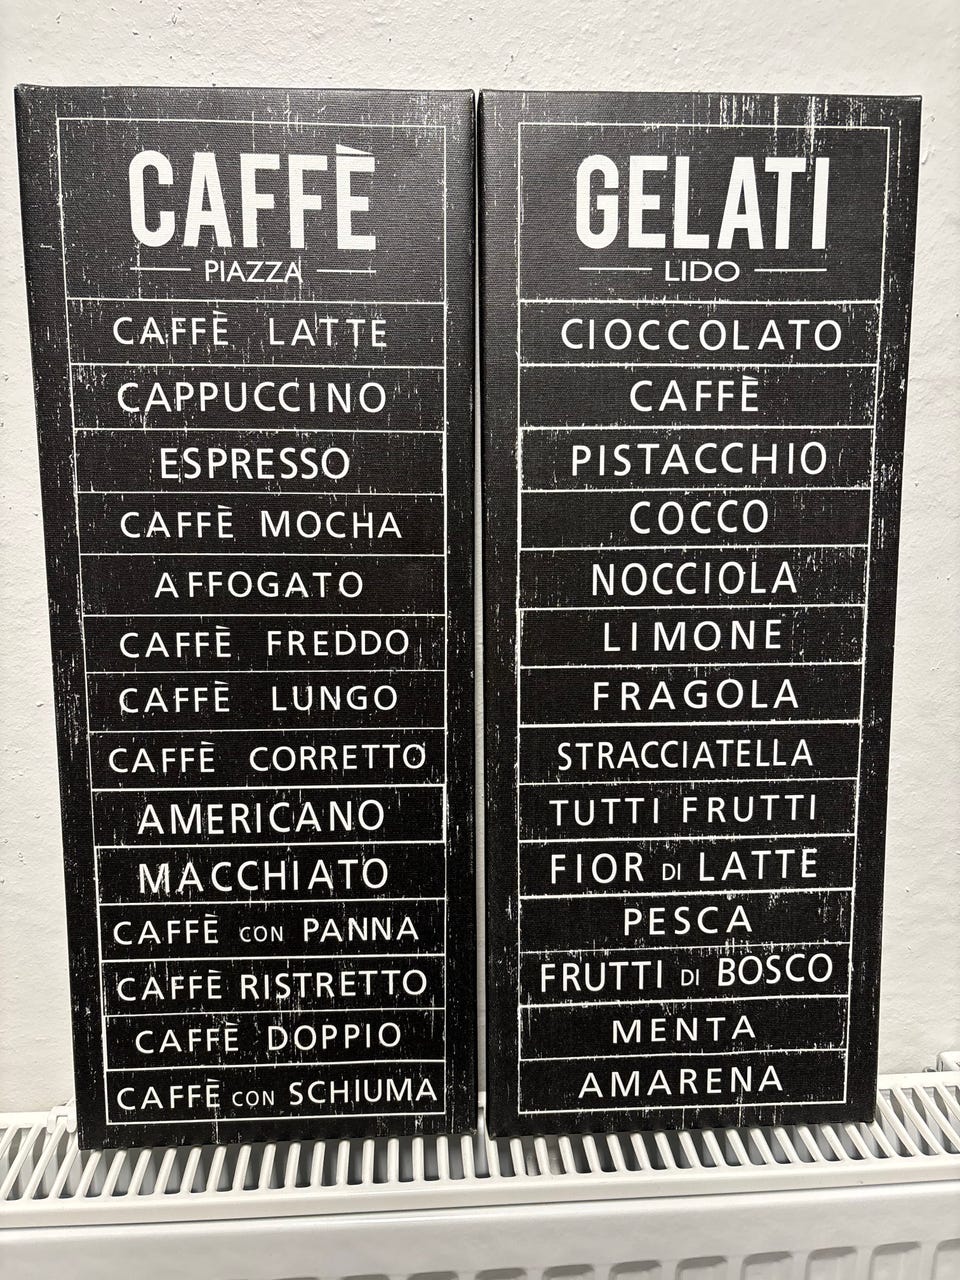 CAFFÈ
PIAZZA
CAFFÈ LATTE
CAPPUCCINO
ESPRESSO
CAFFÈ MOCHA
AFFOGATO
CAFFÈ FREDDO
CAFFÈ LUNGO
CAFFÈ CORRETTO
AMERICANO
MACCHIATO
CAFFÈ CON PANNA
CAFFÈ RISTRETTO
CAFFÈ DOPPIO
CAFFÈ CON SCHIUMA
GELATI
LIDO
CIOCCOLATO
CAFFÈ
PISTACCHIO
COCCO
NOCCIOLA
LIMONE
FRAGOLA
STRACCIATELLA
TUTTI FRUTTI
FIOR DI LATTE
PESCA
FRUTTI DI BOSCO
MENTA
AMARENA